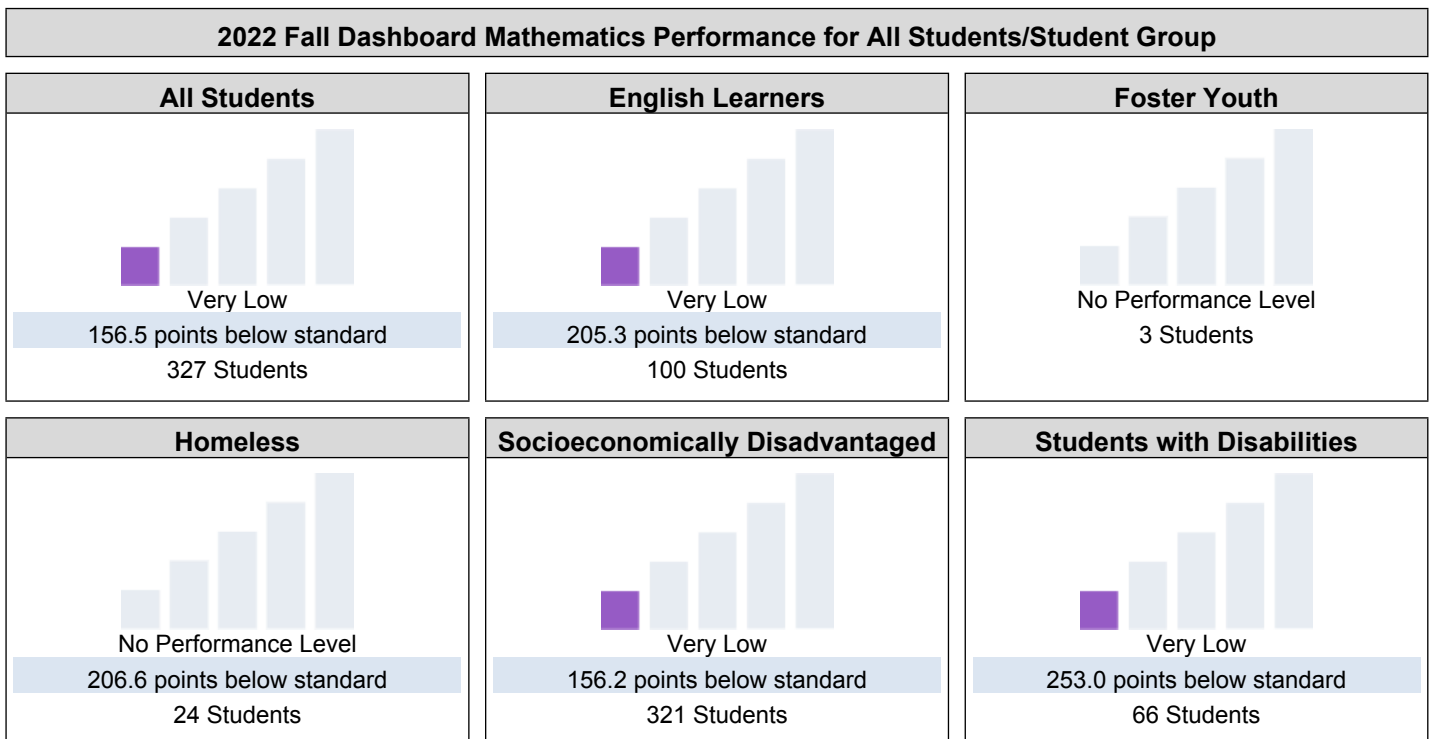 2022 Fall Dashboard Mathematics Performance for All Students/Student Group
All Students
Very Low
156.5 points below standard
327 Students
English Learners
Very Low
205.3 points below standard
100 Students
Foster Youth
No Performance Level
3 Students
Homeless
No Performance Level
206.6 points below standard
24 Students
Socioeconomically Disadvantaged
Very Low
156.2 points below standard
321 Students
Students with Disabilities
Very Low
253.0 points below standard
66 Students